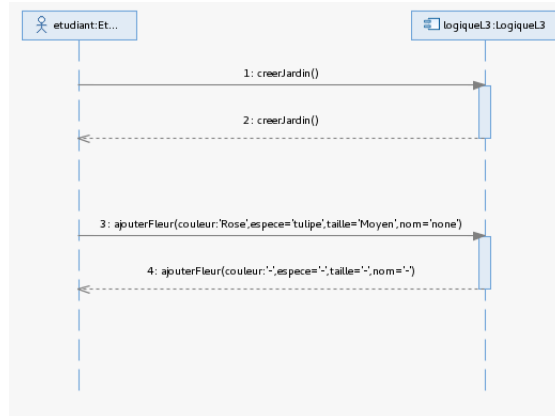 etudiant:Et...
logiqueL3:LogiqueL3
1: creerJardin()
2: creerJardin()
3: ajouterFleur(couleur:'Rose',espece='tulipe',taille='Moyen',nom='none')
4: ajouterFleur(couleur:'-',espece='-',taille='-',nom='-')